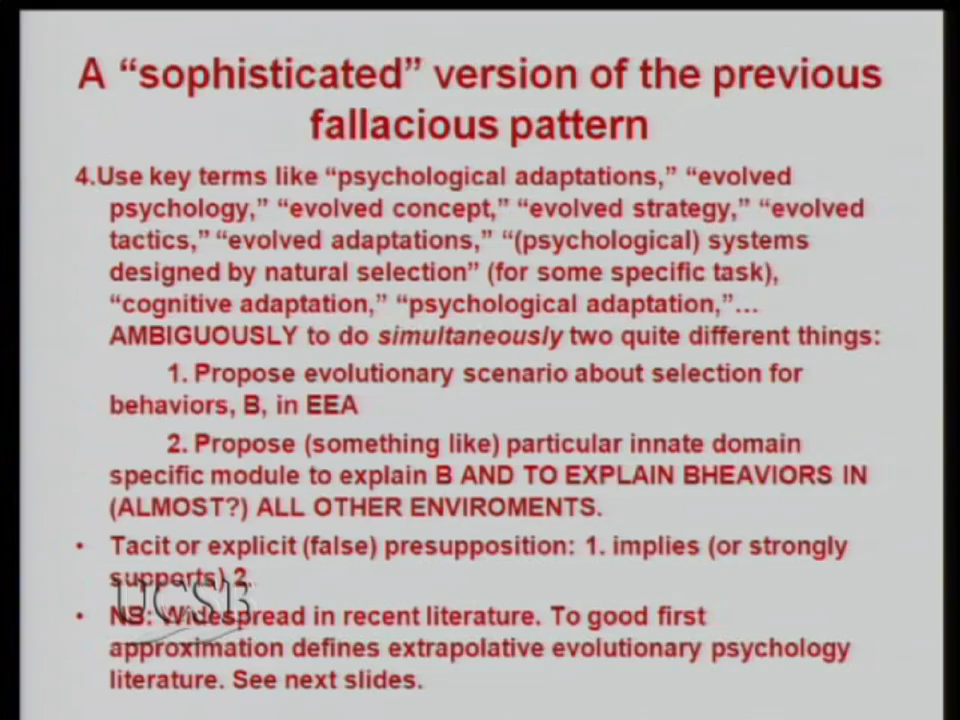 A “sophisticated” version of the previous
fallacious pattern
4.Use key terms like “psychological adaptations,” “evolved
psychology,” “evolved concept,” “evolved strategy,” “evolved
tactics,” “evolved adaptations,” “(psychological) systems
designed by natural selection” (for some specific task),
“cognitive adaptation,” “psychological adaptation,”…
AMBIGUOUSLY to do simultaneously two quite different things:
1. Propose evolutionary scenario about selection for
behaviors, B, in EEA
2. Propose (something like) particular innate domain
specific module to explain B AND TO EXPLAIN BHEAVIORS IN
(ALMOST?) ALL OTHER ENVIROMENTS.
• Tacit or explicit (false) presupposition: 1. implies (or strongly
supports) 2.
UCSB
• NB: Widespread in recent literature. To good first
approximation defines extrapolative evolutionary psychology
literature. See next slides.